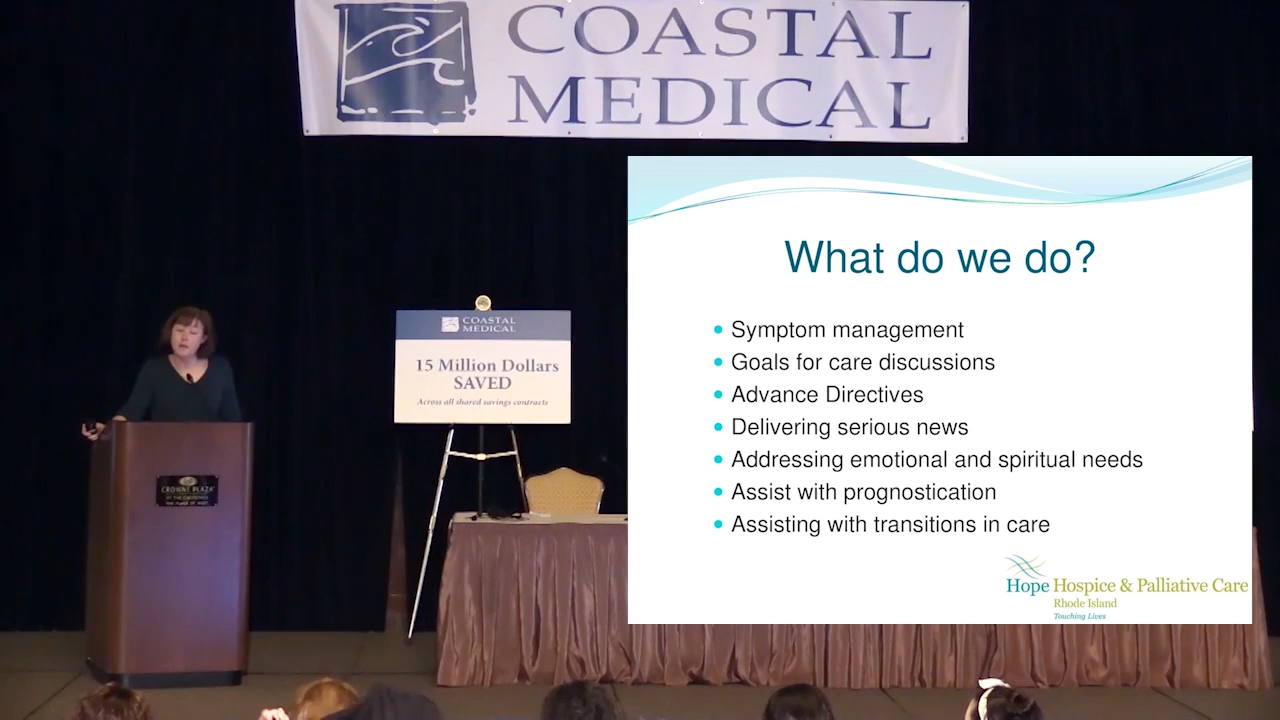 COASTAL
MEDICAL
What do we do?
Symptom management
Goals for care discussions
Advance Directives
Delivering serious news
Addressing emotional and spiritual needs
Assist with prognostication
Assisting with transitions in care
Hope Hospice & Palliative Care
Rhode Island
Touching Lives
COASTAL
MEDICAL
15 Million Dollars
SAVED
Across all shared savings contracts
CROWNE PLAZA